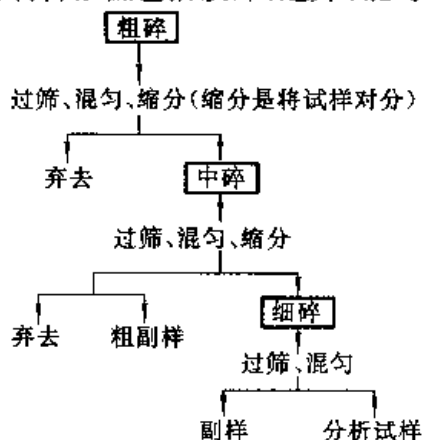 粗碎
过筛、混匀、缩分(缩分是将试样对分)
弃去
中碎
过筛、混匀、缩分
弃去
粗副样
细碎
过筛、混匀
副样
分析试样